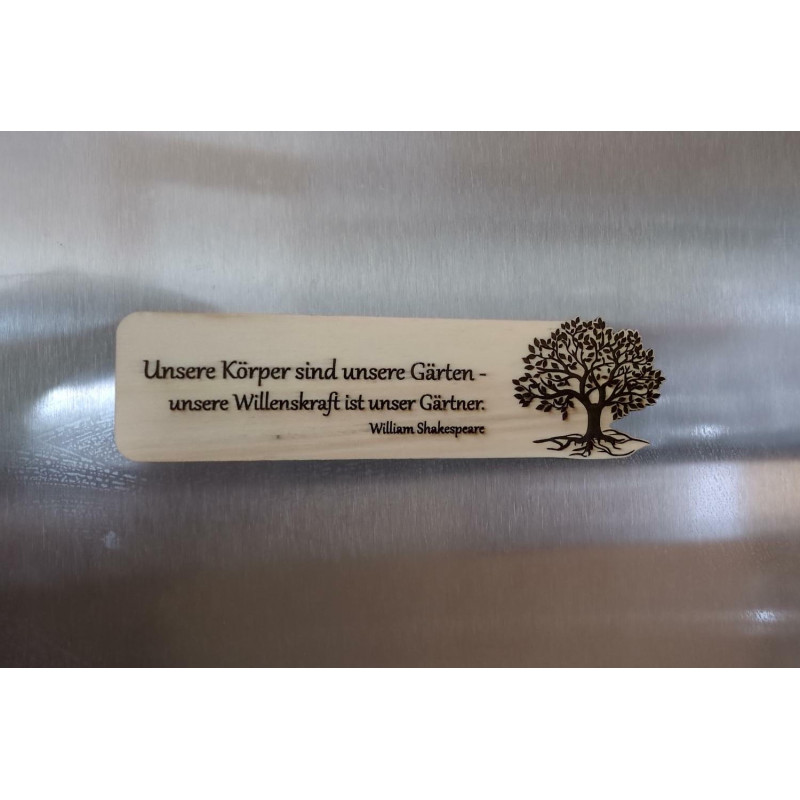 Unsere Körper sind unsere Gärten -
unsere Willenskraft ist unser Gärtner.
William Shakespeare